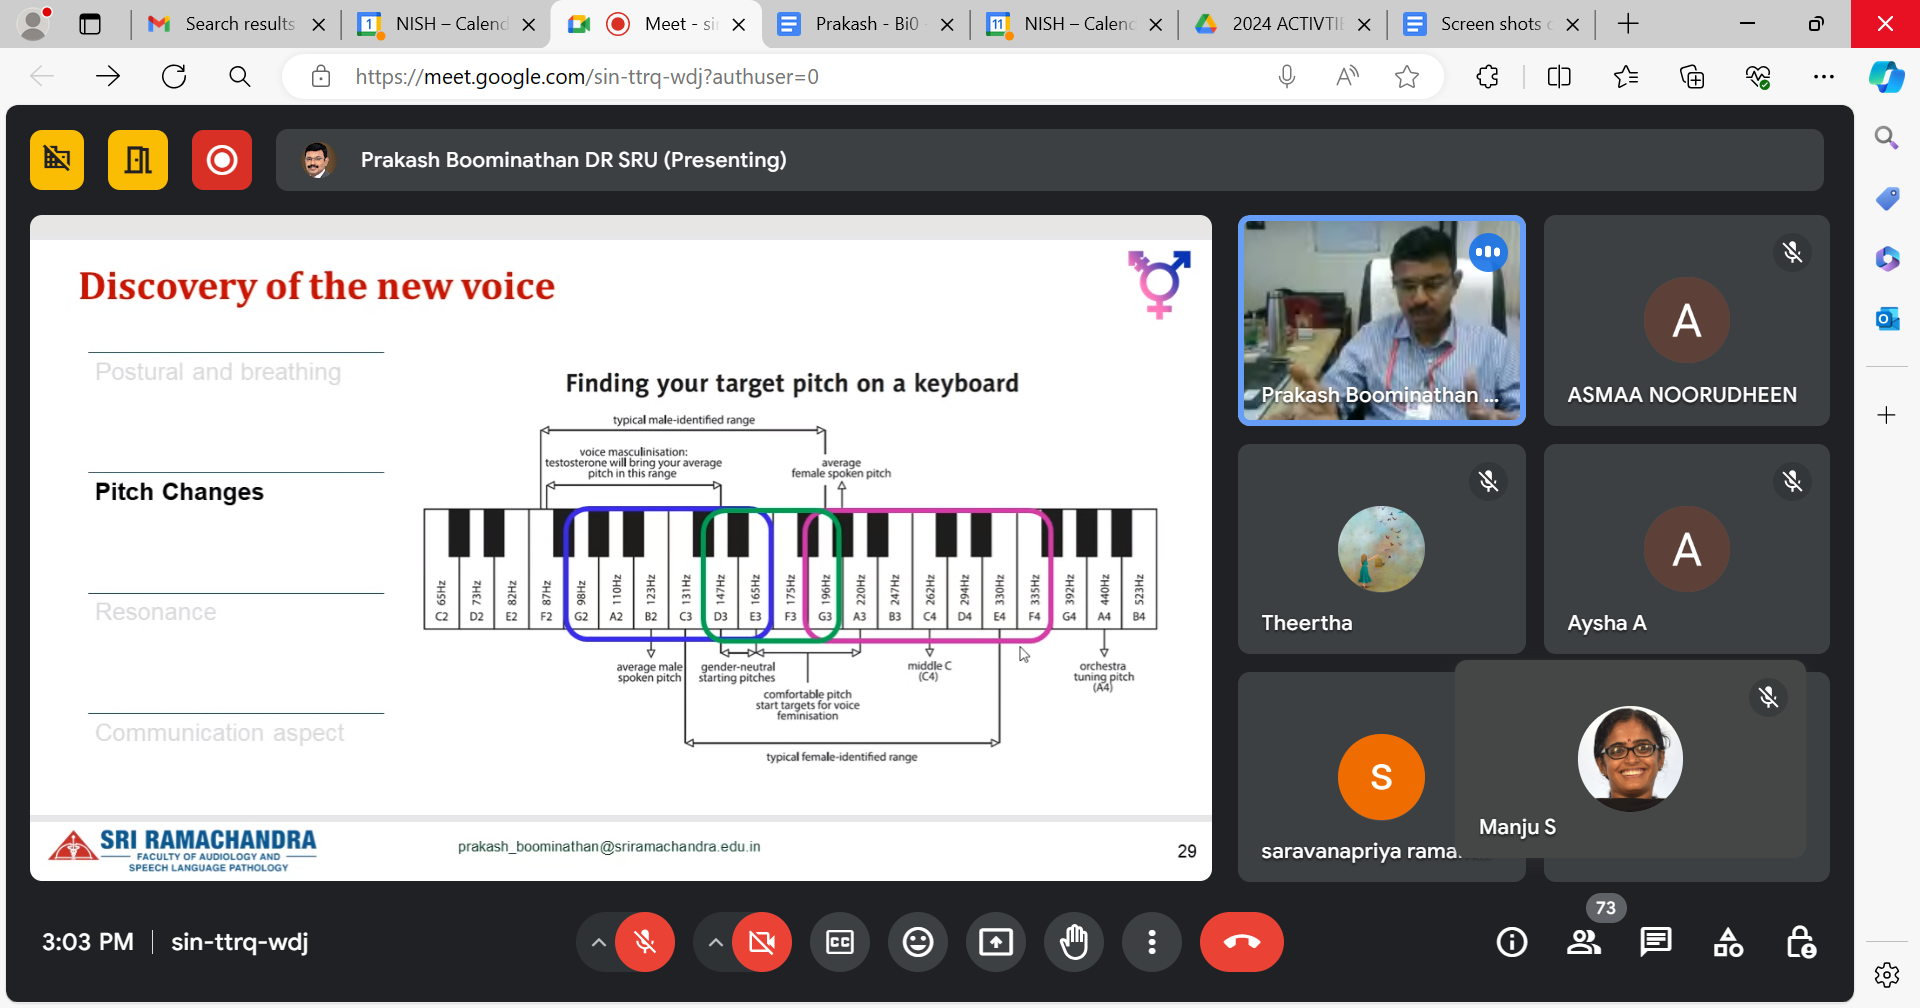 Search results
NISH – Calend
Meet - si
Prakash - Bi0
NISH – Calenc
2024 ACTIVTIE
Screen shots
https://meet.google.com/sin-ttrq-wdj?authuser=0
Prakash Boominathan DR SRU (Presenting)
Discovery of the new voice
Postural and breathing
Pitch Changes
Resonance
Communication aspect
Finding your target pitch on a keyboard
typical male-identified range
voice masculinisation:
testosterone will bring your average
pitch in this range
average
female spoken pitch
65Hz 73Hz 82Hz 87Hz 98Hz 110Hz 123Hz 131Hz 147Hz 165Hz 175Hz 196Hz 220Hz 247Hz 262Hz 294Hz 330Hz 335Hz 392Hz 440Hz 523Hz
C2 D2 E2 F2 G2 A2 B2 C3 D3 E3 F3 G3 A3 B3 C4 D4 E4 F4 G4 A4 B4
average male
spoken pitch
gender-neutral
starting pitches
comfortable pitch
start targets for voice
feminisation
middle C
(C4)
orchestra
tuning pitch
(A4)
typical female-identified range
SRI RAMACHANDRA
FACULTY OF AUDIOLOGY AND
SPEECH LANGUAGE PATHOLOGY
prakash_boominathan@sriramachandra.edu.in
29
Prakash Boominathan ...
A
ASMAA NOORUDHEEN
Theertha
A
Aysha A
S
saravanapriya rama
Manju S
3:03 PM
sin-ttrq-wdj
CC
73